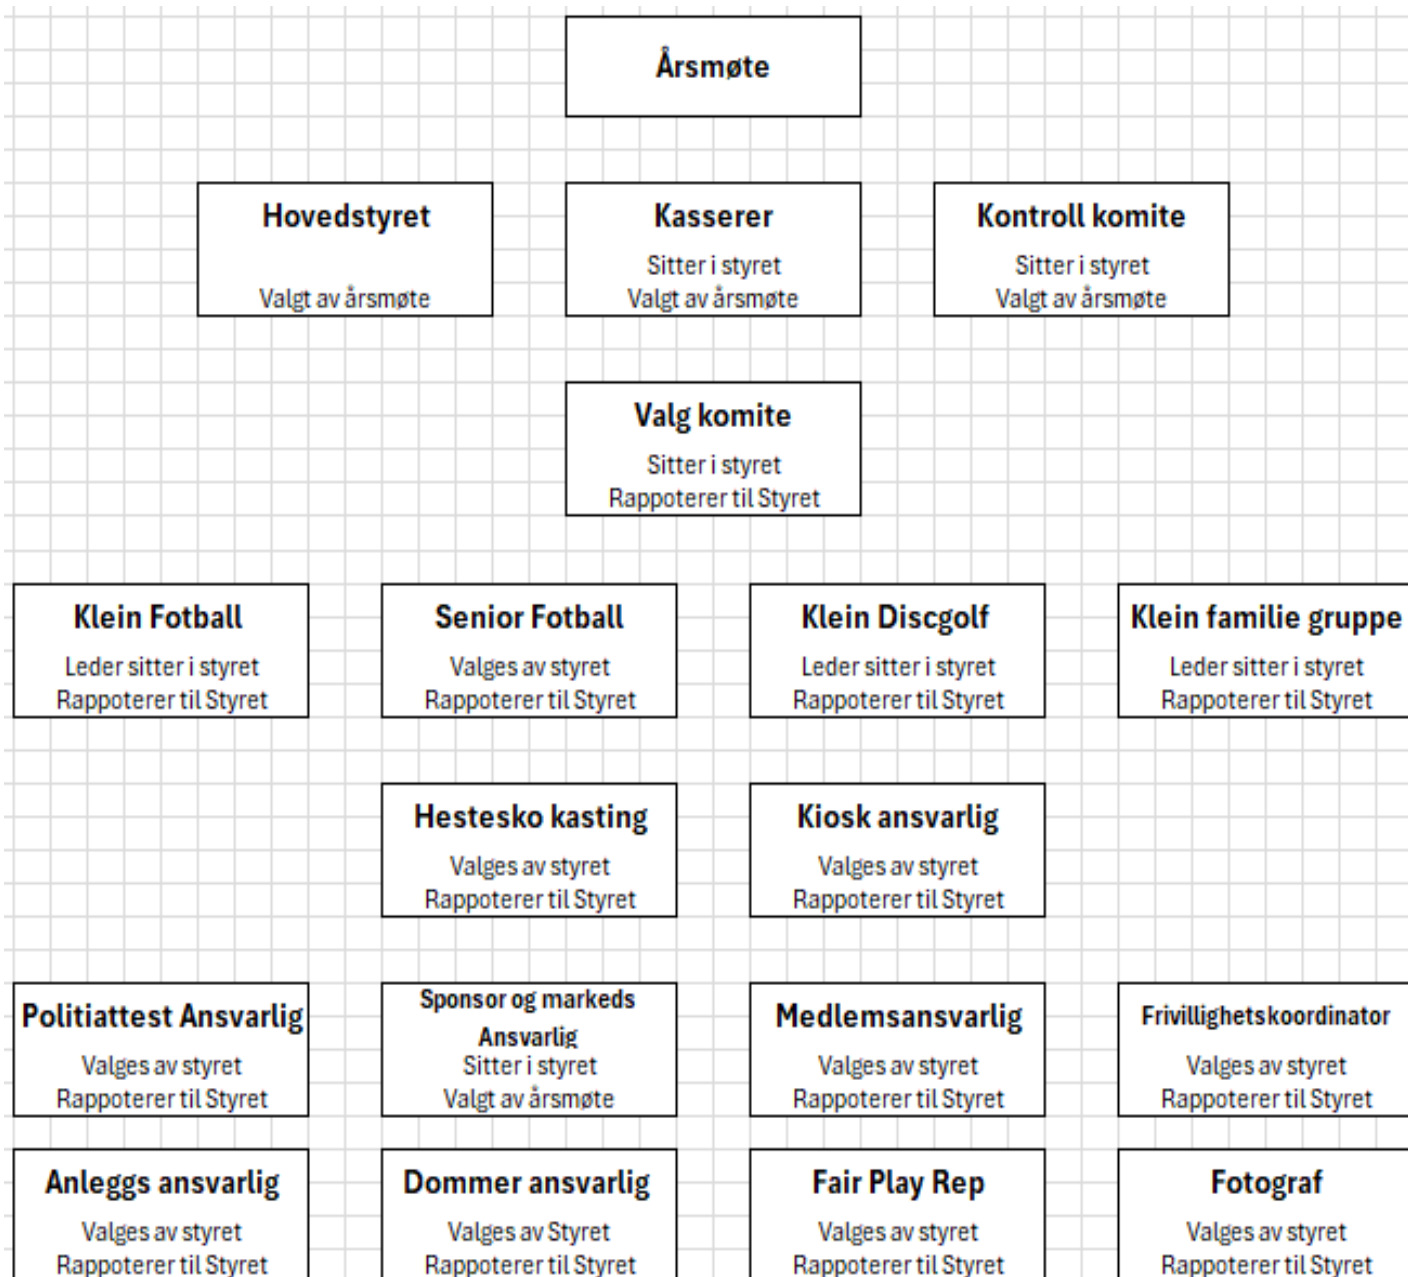 Årsmøte
Hovedstyret
Valgt av årsmøte
Kasserer
Sitter i styret
Valgt av årsmøte
Kontroll komite
Sitter i styret
Valgt av årsmøte
Valg komite
Sitter i styret
Rappoterer til Styret
Klein Fotball
Leder sitter i styret
Rappoterer til Styret
Senior Fotball
Valges av styret
Rappoterer til Styret
Klein Discgolf
Leder sitter i styret
Rappoterer til Styret
Klein familie gruppe
Leder sitter i styret
Rappoterer til Styret
Hestesko kasting
Valges av styret
Rappoterer til Styret
Kiosk ansvarlig
Valges av styret
Rappoterer til Styret
Politiattest Ansvarlig
Valges av styret
Rappoterer til Styret
Sponsor og markeds
Ansvarlig
Sitter i styret
Valgt av årsmøte
Medlemsansvarlig
Valges av styret
Rappoterer til Styret
Frivillighetskoordinator
Valges av styret
Rappoterer til Styret
Anleggs ansvarlig
Valges av styret
Rappoterer til Styret
Dommer ansvarlig
Valges av Styret
Rappoterer til Styret
Fair Play Rep
Valges av styret
Rappoterer til Styret
Fotograf
Valges av styret
Rappoterer til Styret